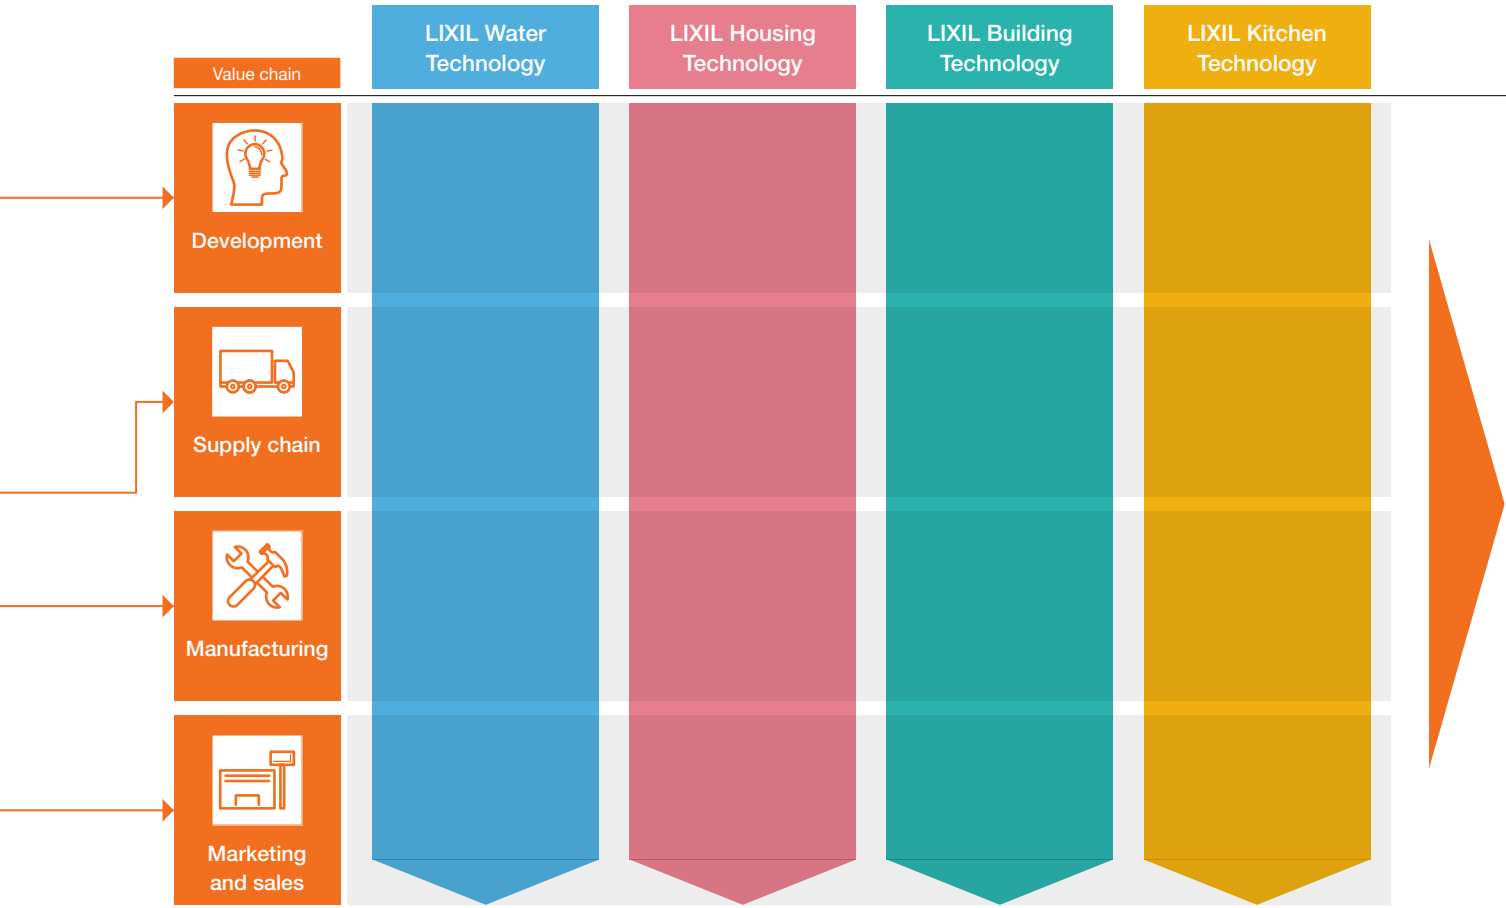 LIXIL Water
Technology
LIXIL Housing
Technology
LIXIL Building
Technology
LIXIL Kitchen
Technology
Value chain
Development
Supply chain
Manufacturing
Marketing
and sales